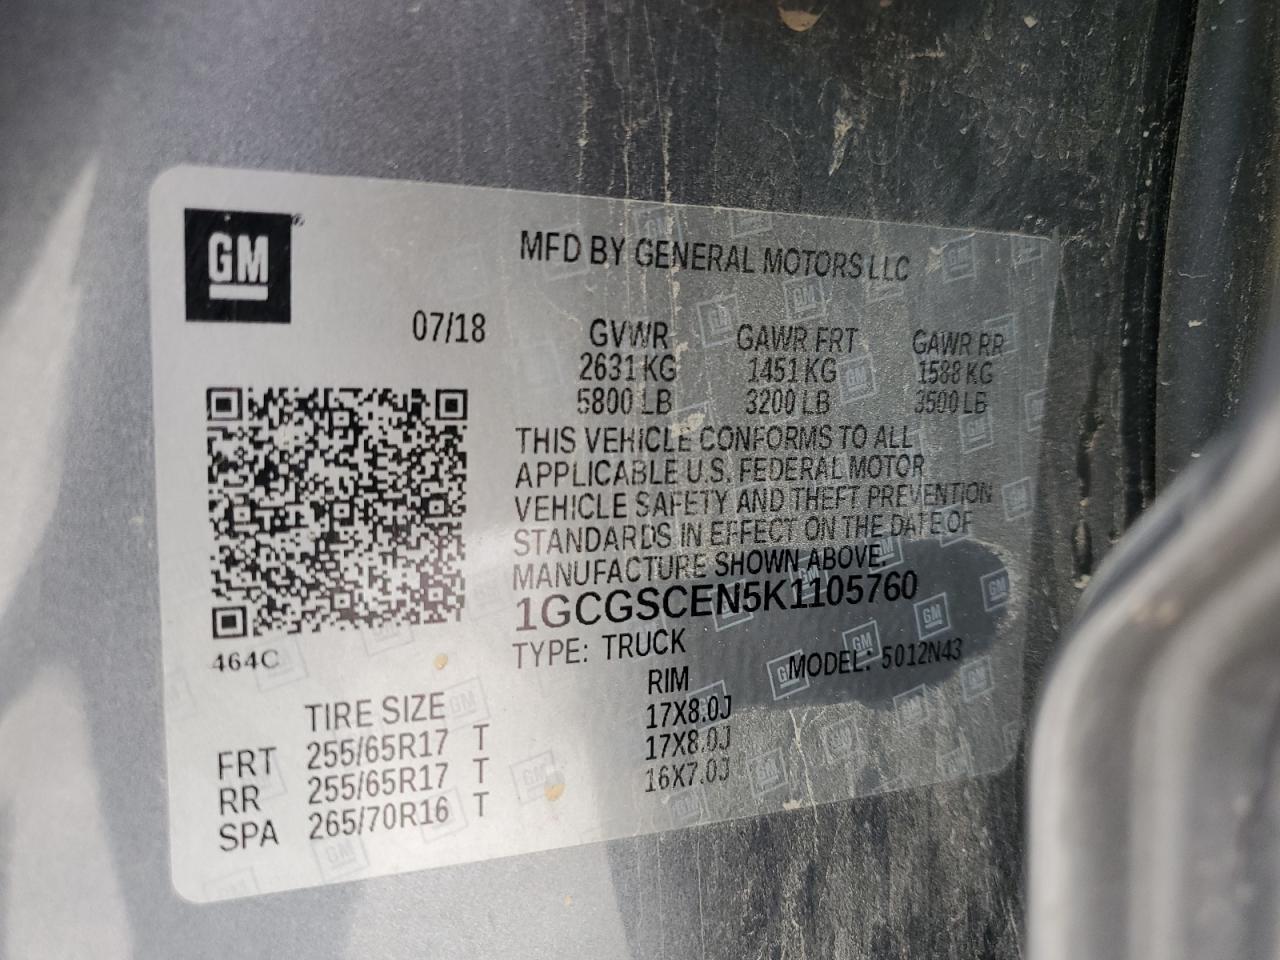 GM
MFD BY GENERAL MOTORS LLC
07/18
GVWR GAWR FRT GAWR RR
2631 KG 1451 KG 1588 KG
5800 LB 3200 LB 3500 LB
THIS VEHICLE CONFORMS TO ALL
APPLICABLE U.S. FEDERAL MOTOR
VEHICLE SAFETY AND THEFT PREVENTION
STANDARDS IN EFFECT ON THE DATE OF
MANUFACTURE SHOWN ABOVE.
1GCGSCEN5K1105760
TYPE: TRUCK MODEL: 5012N43
464C
TIRE SIZE RIM
FRT 255/65R17 T 17X8.0J
RR 255/65R17 T 17X8.0J
SPA 265/70R16 T 16X7.0J